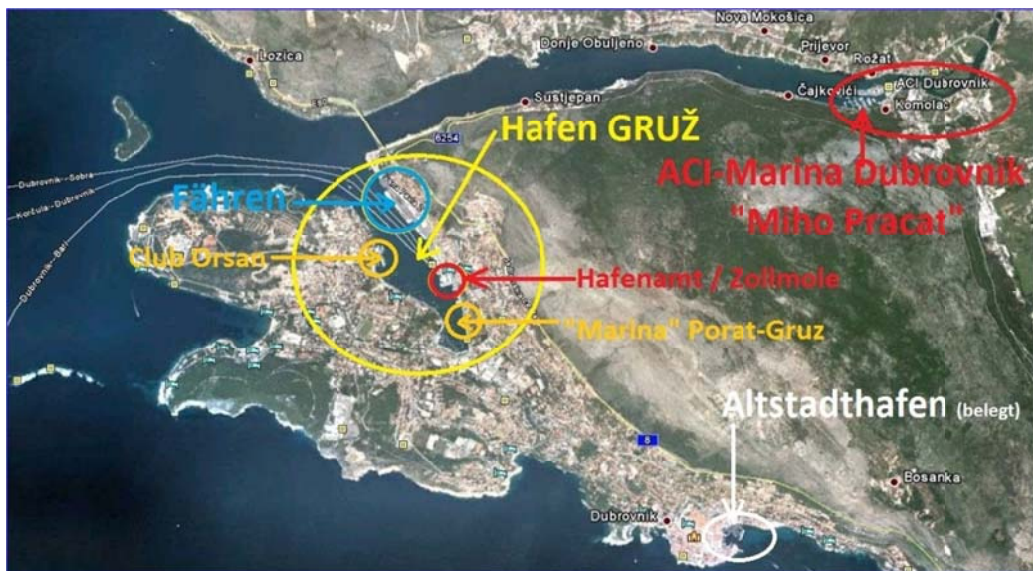 Nova Mokošica
Lozica
Donje Obuljeno
Prijevor
Rožat
ACI Dubrovnik
Čajkovići
Komolac
Sustjepan
6254
Hafen GRUŽ
ACI-Marina Dubrovnik
"Miho Pracat"
Dubrovnik--Sobra
Korčula--Dubrovnik
Dubrovnik--Bari
Fähren
Club Orsan
Hafenamt / Zollmole
"Marina" Porat-Gruz
Altstadthafen (belegt)
8
Bosanka
Dubrovnik